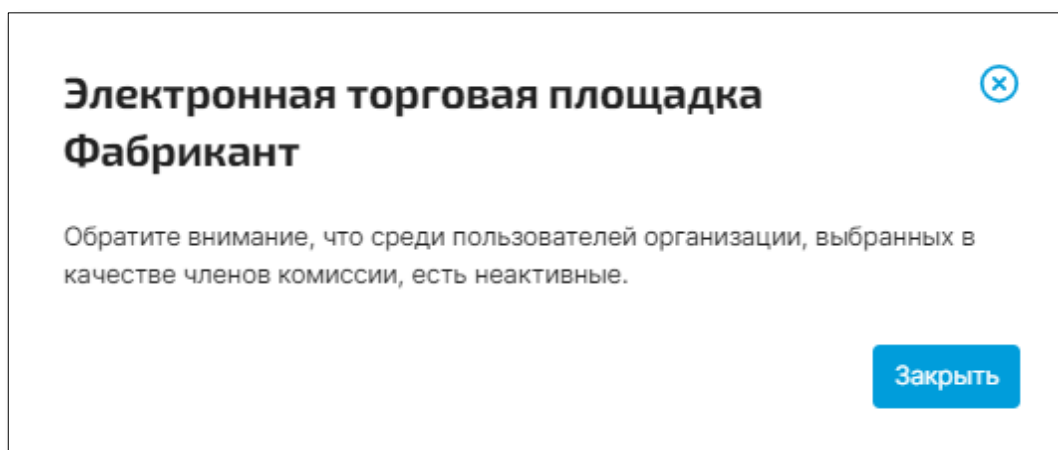 Электронная торговая площадка
Фабрикант
Обратите внимание, что среди пользователей организации, выбранных в
качестве членов комиссии, есть неактивные.
Закрыть